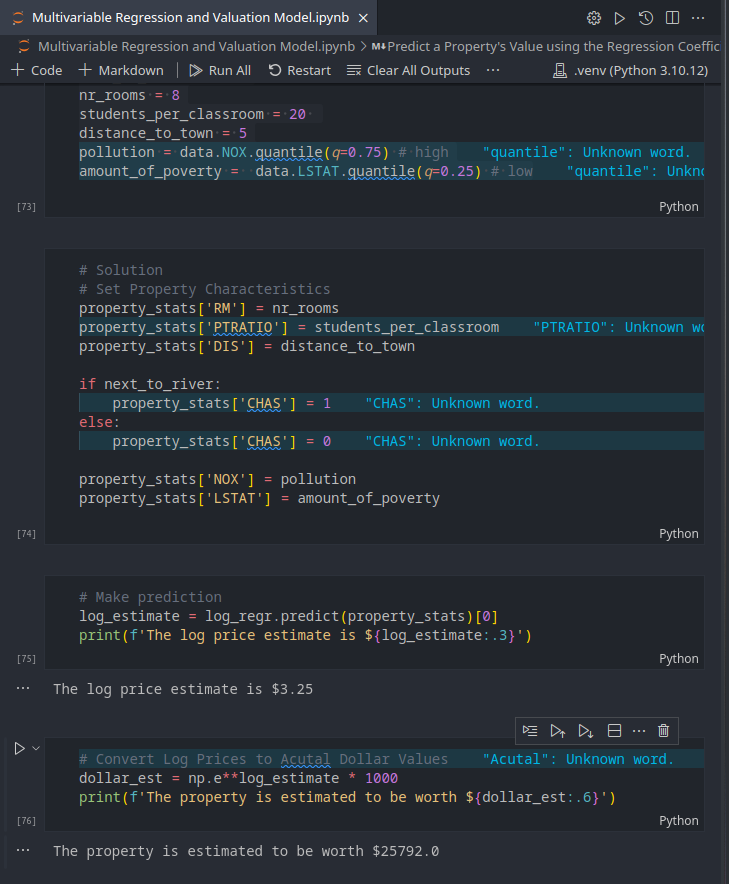 Multivariable Regression and Valuation Model.ipynb ×
Multivariable Regression and Valuation Model.ipynb > M↓Predict a Property's Value using the Regression Coeffic
+ Code + Markdown | Run All Restart Clear All Outputs ··· .venv (Python 3.10.12)
nr_rooms = 8
students_per_classroom = 20
distance_to_town = 5
pollution = data.NOX.quantile(q=0.75) # high "quantile": Unknown word.
amount_of_poverty = data.LSTAT.quantile(q=0.25) # low "quantile": Unkno
[73] Python
# Solution
# Set Property Characteristics
property_stats['RM'] = nr_rooms
property_stats['PTRATIO'] = students_per_classroom "PTRATIO": Unknown wo
property_stats['DIS'] = distance_to_town
if next_to_river:
    property_stats['CHAS'] = 1 "CHAS": Unknown word.
else:
    property_stats['CHAS'] = 0 "CHAS": Unknown word.
property_stats['NOX'] = pollution
property_stats['LSTAT'] = amount_of_poverty
[74] Python
# Make prediction
log_estimate = log_regr.predict(property_stats)[0]
print(f'The log price estimate is ${log_estimate:.3}')
[75] Python
··· The log price estimate is $3.25
# Convert Log Prices to Acutal Dollar Values "Acutal": Unknown word.
dollar_est = np.e**log_estimate * 1000
print(f'The property is estimated to be worth ${dollar_est:.6}')
[76] Python
··· The property is estimated to be worth $25792.0